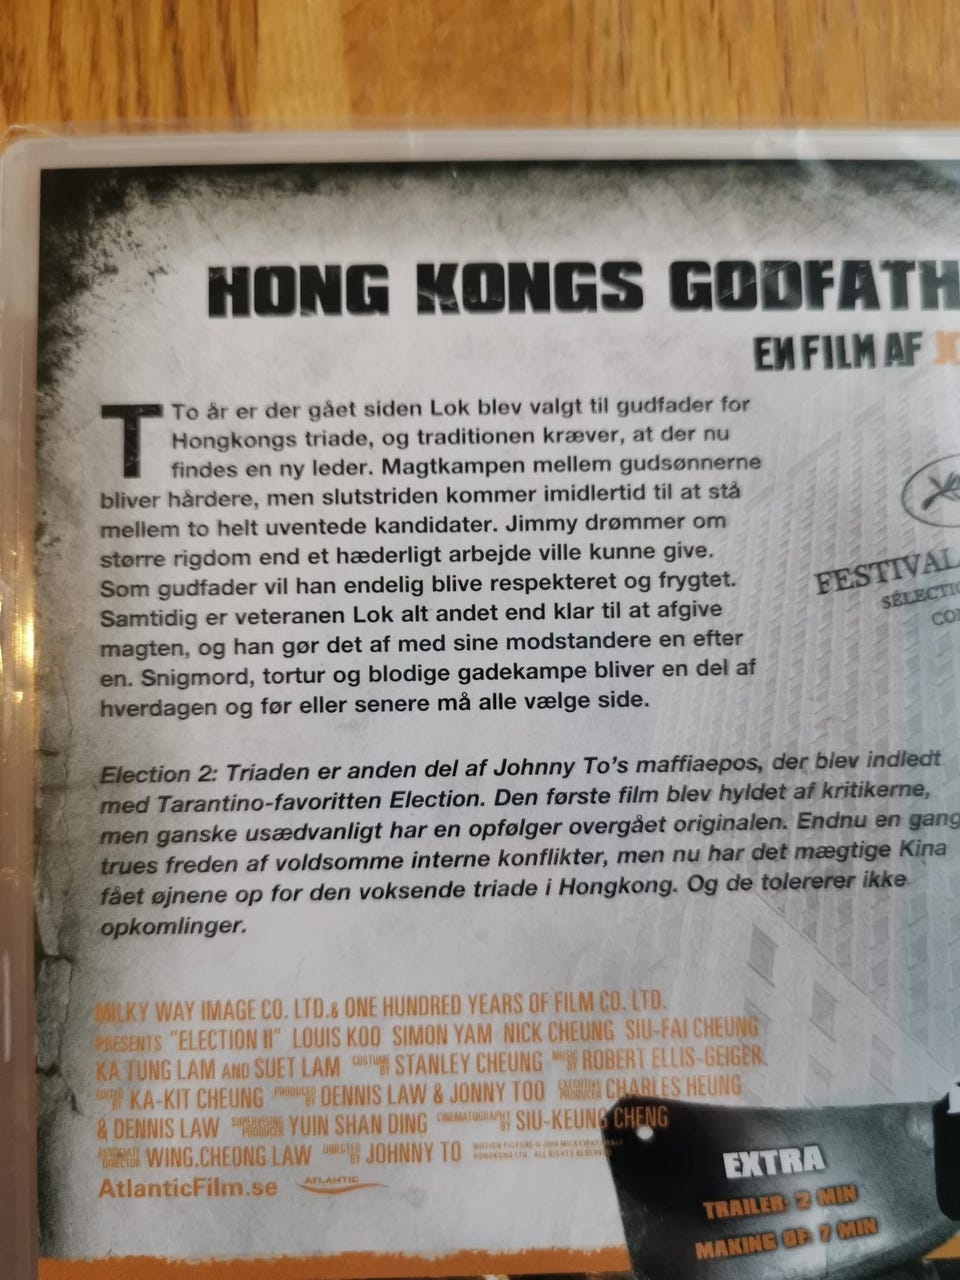 HONG KONGS GODFATH
EN FILM AF JO
T To år er der gået siden Lok blev valgt til gudfader for
Hongkongs triade, og traditionen kræver, at der nu
findes en ny leder. Magtkampen mellem gudsønnerne
bliver hårdere, men slutstriden kommer imidlertid til at stå
mellem to helt uventede kandidater. Jimmy drømmer om
større rigdom end et hæderligt arbejde ville kunne give.
Som gudfader vil han endelig blive respekteret og frygtet.
Samtidig er veteranen Lok alt andet end klar til at afgive
magten, og han gør det af med sine modstandere en efter
en. Snigmord, tortur og blodige gadekampe bliver en del af
hverdagen og før eller senere må alle vælge side.
FESTIVAL
SÉLECTIO
CO
Election 2: Triaden er anden del af Johnny To's maffiaepos, der blev indledt
med Tarantino-favoritten Election. Den første film blev hyldet af kritikerne,
men ganske usædvanligt har en opfølger overgået originalen. Endnu en gang
trues freden af voldsomme interne konflikter, men nu har det mægtige Kina
fået øjnene op for den voksende triade i Hongkong. Og de tolererer ikke
opkomlinger.
MILKY WAY IMAGE CO. LTD.& ONE HUNDRED YEARS OF FILM CO. LTD.
PRESENTS "ELECTION II" LOUIS KOO SIMON YAM NICK CHEUNG SIU-FAI CHEUNG
KA TUNG LAM AND SUET LAM COSTUME BY STANLEY CHEUNG MUSIC BY ROBERT ELLIS-GEIGER
EDITED BY KA-KIT CHEUNG PRODUCED BY DENNIS LAW & JONNY TOO EXECUTIVE PRODUCER CHARLES HEUNG
& DENNIS LAW SUPERVISING PRODUCER YUIN SHAN DING CINEMATOGRAPHY BY SIU-KEUNG CHENG
ASSOCIATE DIRECTOR WING.CHEONG LAW DIRECTED BY JOHNNY TO
AtlanticFilm.se ATLANTIC
EXTRA
TRAILER: 2 MIN
MAKING OF: 7 MIN